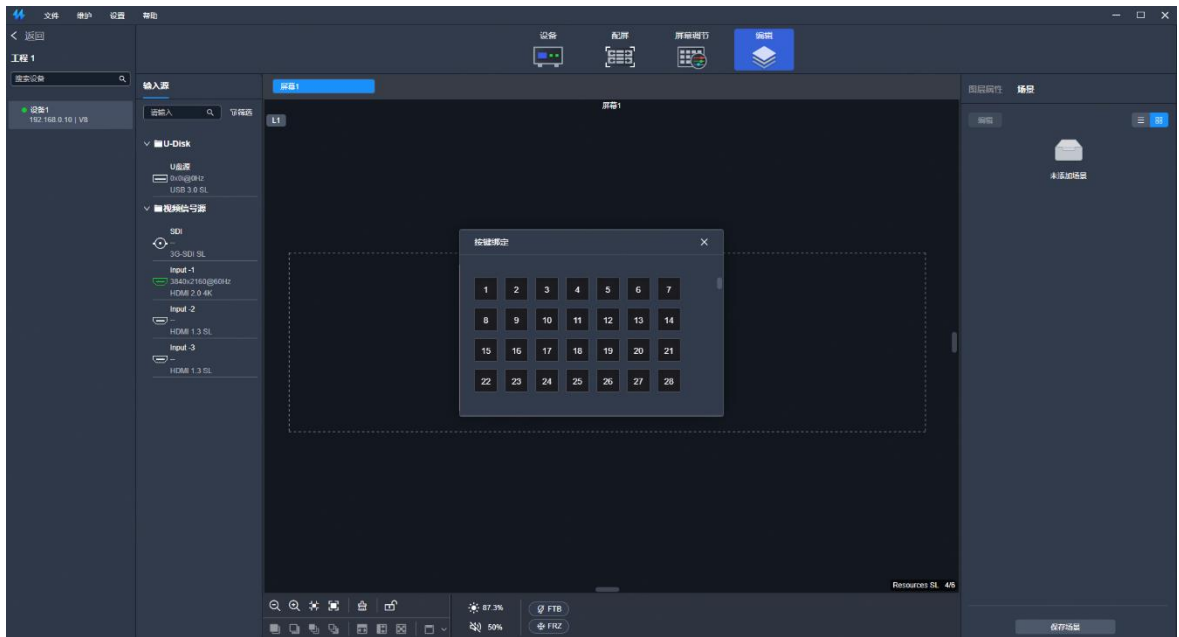 文件 维护 设置 帮助
返回
工程 1
搜索设备
设备1
192.168.0.10 | V8
设备 配屏 屏幕调节 编辑
输入源
请输入 筛选
U-Disk
U盘源
0x0@0Hz
USB 3.0 SL
视频信号源
SDI
--
3G-SDI SL
Input -1
3840x2160@60Hz
HDMI 2.0 4K
Input -2
--
HDMI 1.3 SL
Input -3
--
HDMI 1.3 SL
屏幕1
屏幕1
L1
按键绑定
1 2 3 4 5 6 7
8 9 10 11 12 13 14
15 16 17 18 19 20 21
22 23 24 25 26 27 28
Resources SL 4/6
87.3% FTB
50% FRZ
图层属性 场景
编辑
未添加场景
保存场景